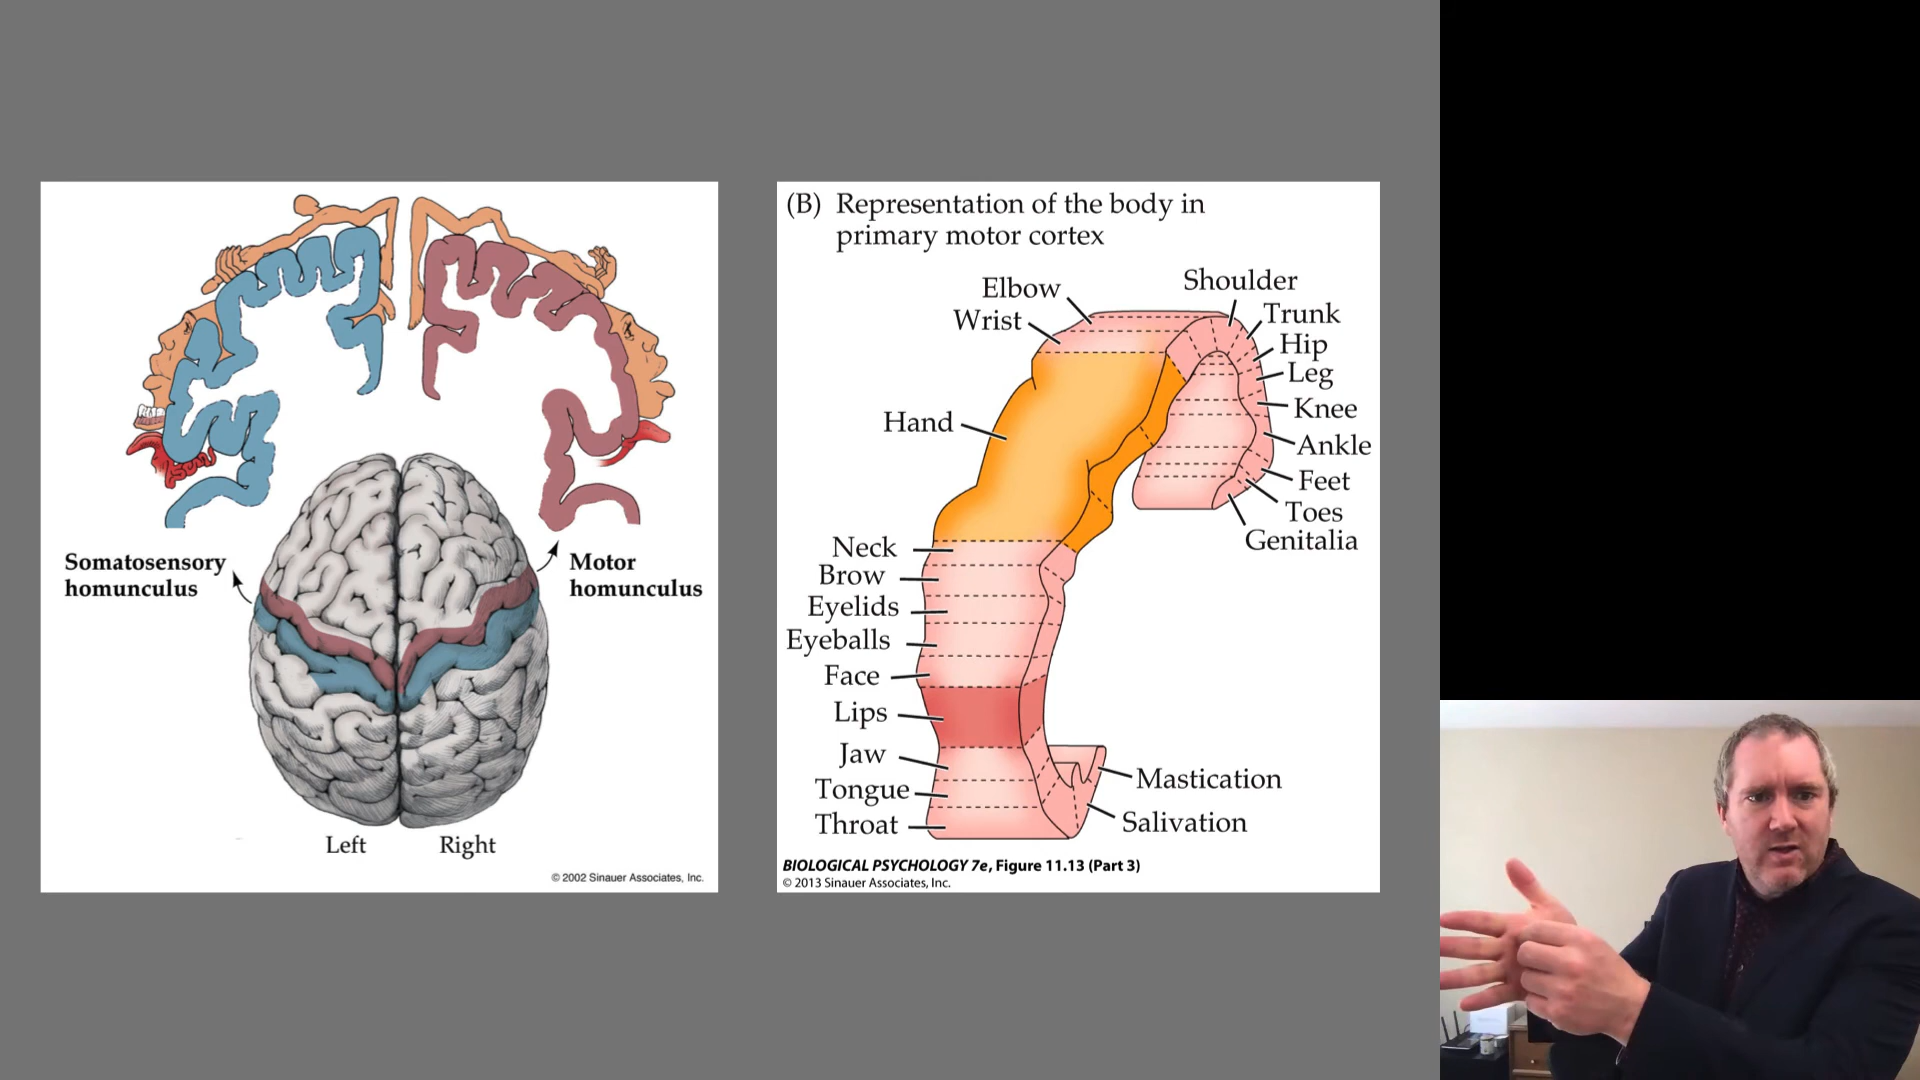 Somatosensory
homunculus
Motor
homunculus
Left
Right
© 2002 Sinauer Associates, Inc.
(B) Representation of the body in
primary motor cortex
Elbow
Wrist
Hand
Shoulder
Trunk
Hip
Leg
Knee
Ankle
Feet
Toes
Genitalia
Neck
Brow
Eyelids
Eyeballs
Face
Lips
Jaw
Tongue
Throat
Mastication
Salivation
BIOLOGICAL PSYCHOLOGY 7e, Figure 11.13 (Part 3)
© 2013 Sinauer Associates, Inc.